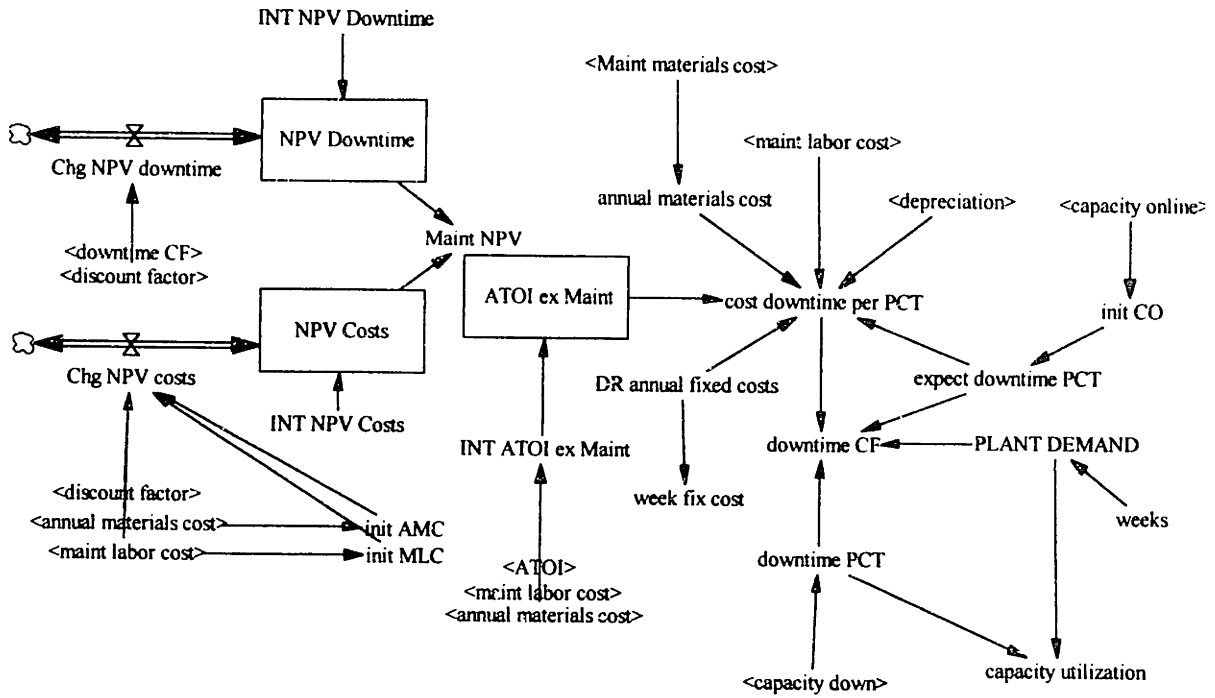 INT NPV Downtime
<Maint materials cost>
NPV Downtime
<maint labor cost>
Chg NPV downtime
annual materials cost
<depreciation>
<capacity online>
Maint NPV
<downtime CF>
<discount factor>
ATOI ex Maint
cost downtime per PCT
init CO
NPV Costs
Chg NPV costs
DR annual fixed costs
expect downtime PCT
INT NPV Costs
INT ATOI ex Maint
downtime CF
PLANT DEMAND
<discount factor>
week fix cost
weeks
<annual materials cost>
init AMC
<maint labor cost>
init MLC
downtime PCT
<ATOI>
<maint labor cost>
<annual materials cost>
capacity utilization
<capacity down>